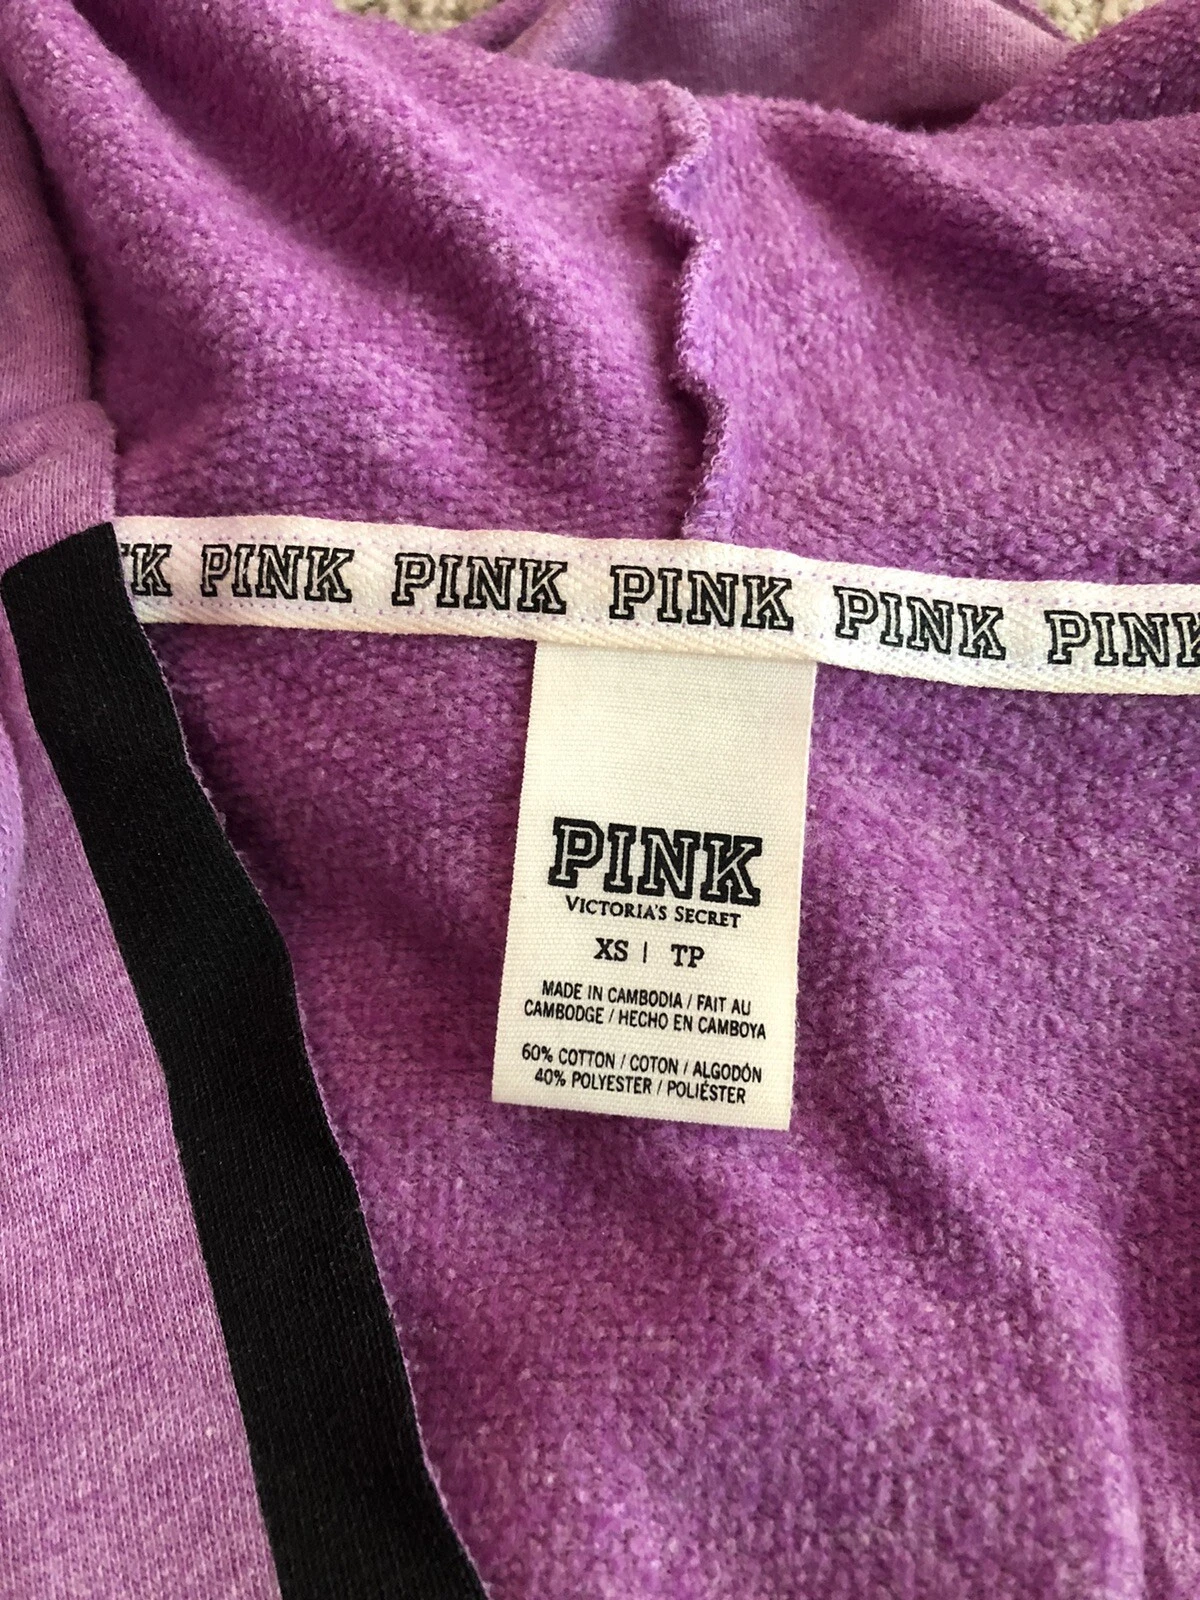 PINK PINK PINK PINK
PINK
VICTORIA'S SECRET
XS | TP
MADE IN CAMBODIA / FAIT AU
CAMBODGE / HECHO EN CAMBOYA
60% COTTON / COTON / ALGODÓN
40% POLYESTER / POLIÉSTER